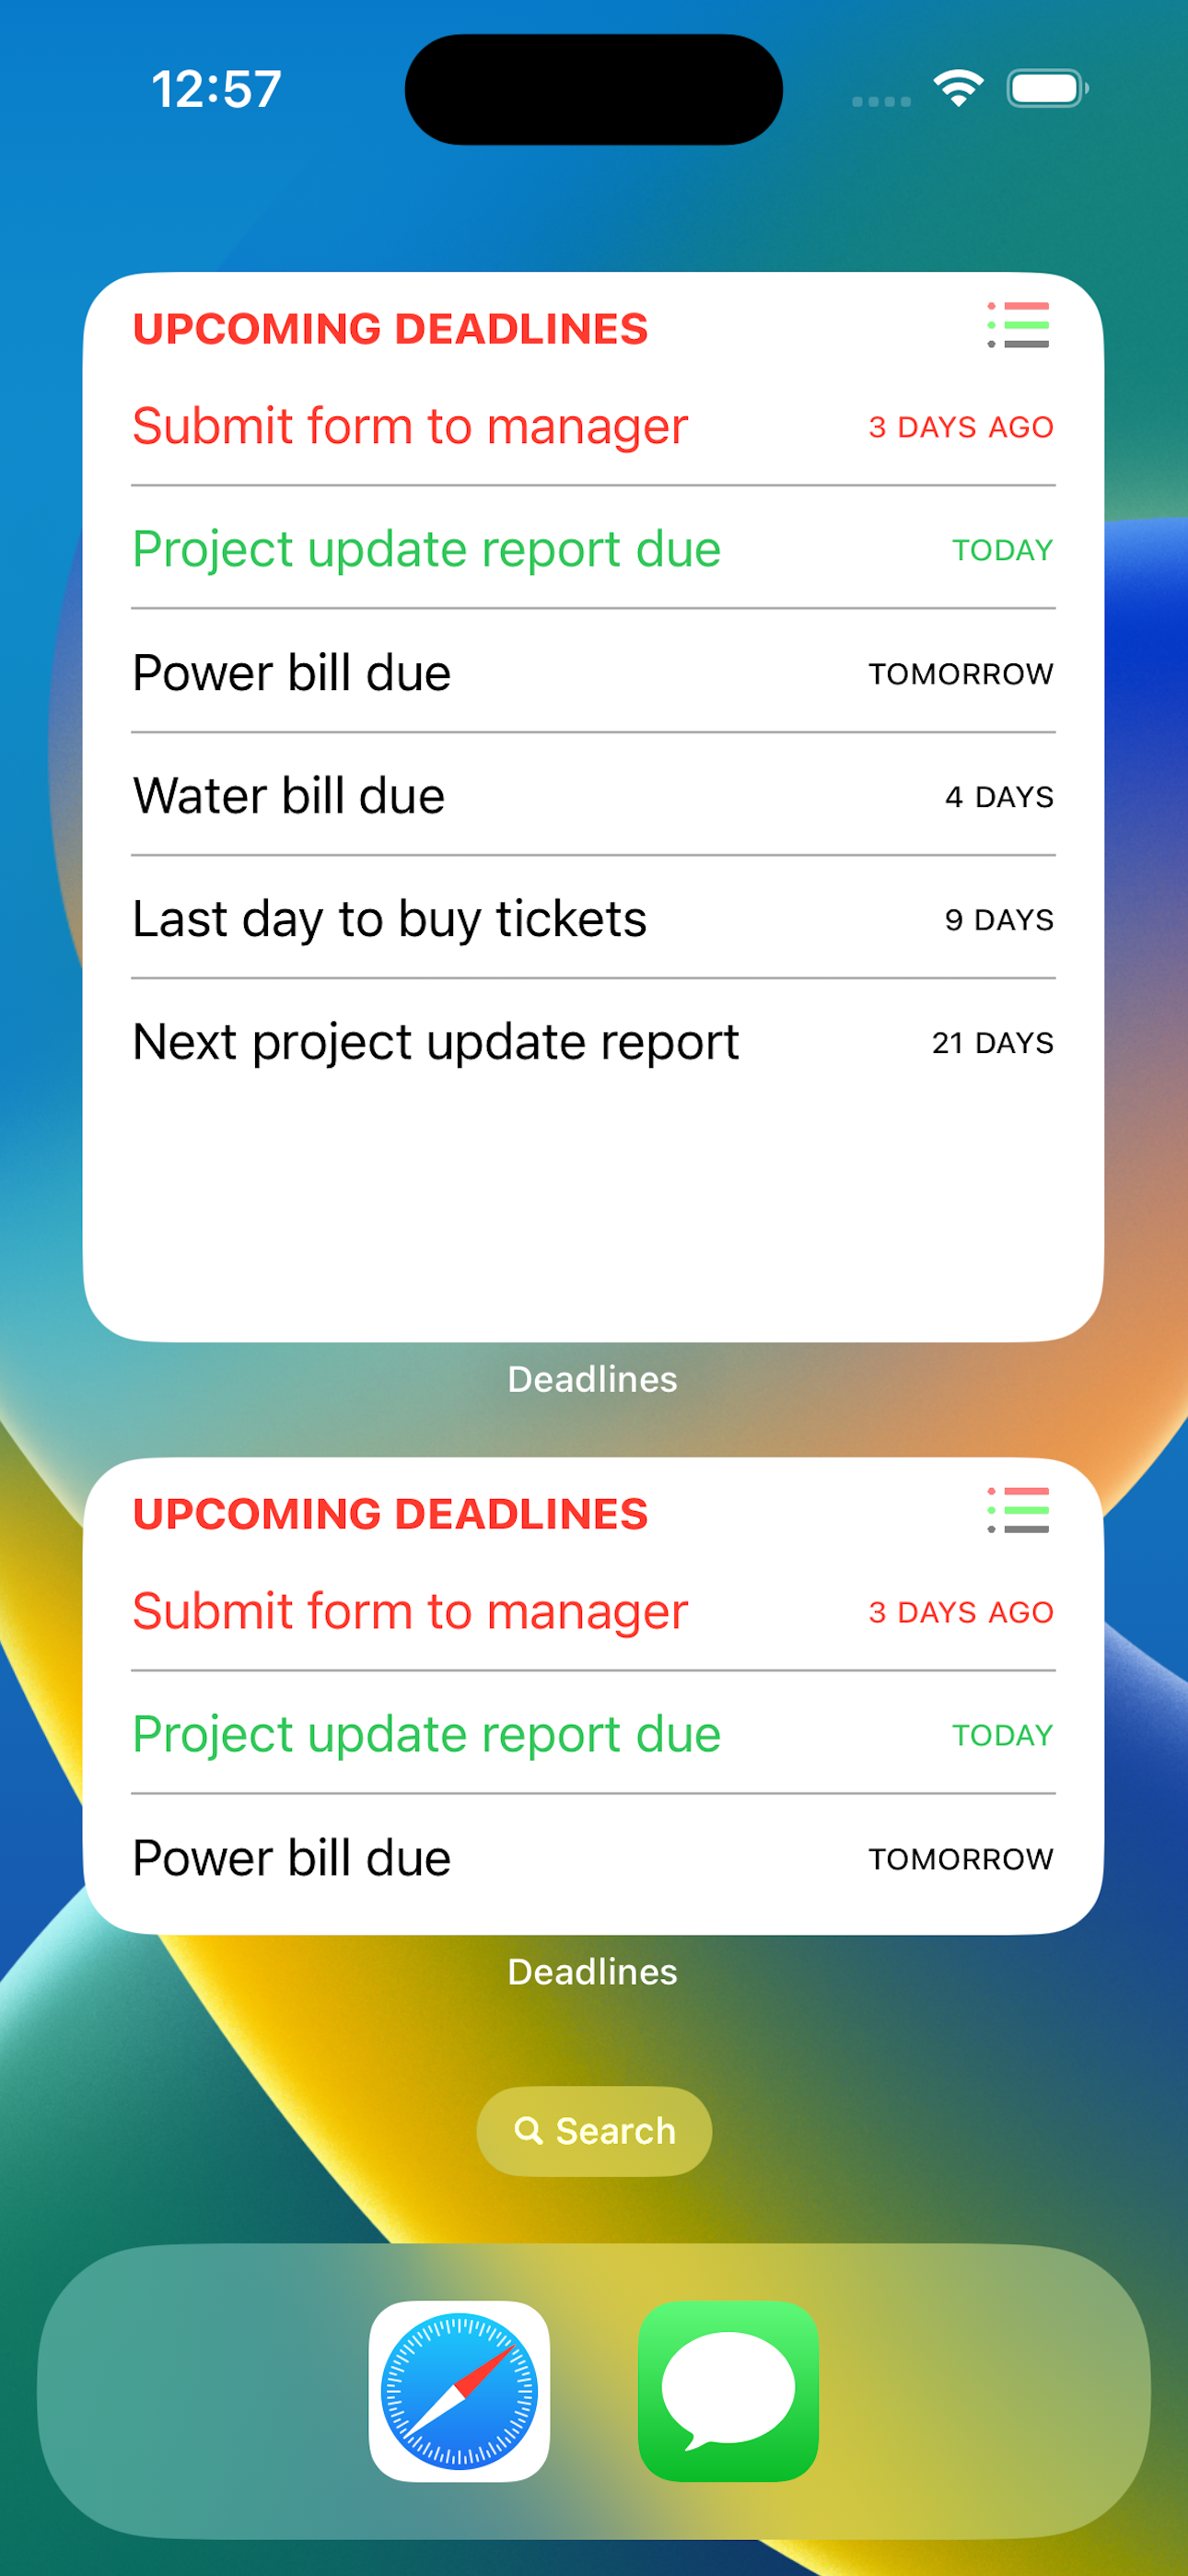 12:57
UPCOMING DEADLINES
Submit form to manager 3 DAYS AGO
Project update report due TODAY
Power bill due TOMORROW
Water bill due 4 DAYS
Last day to buy tickets 9 DAYS
Next project update report 21 DAYS
Deadlines
UPCOMING DEADLINES
Submit form to manager 3 DAYS AGO
Project update report due TODAY
Power bill due TOMORROW
Deadlines
Search